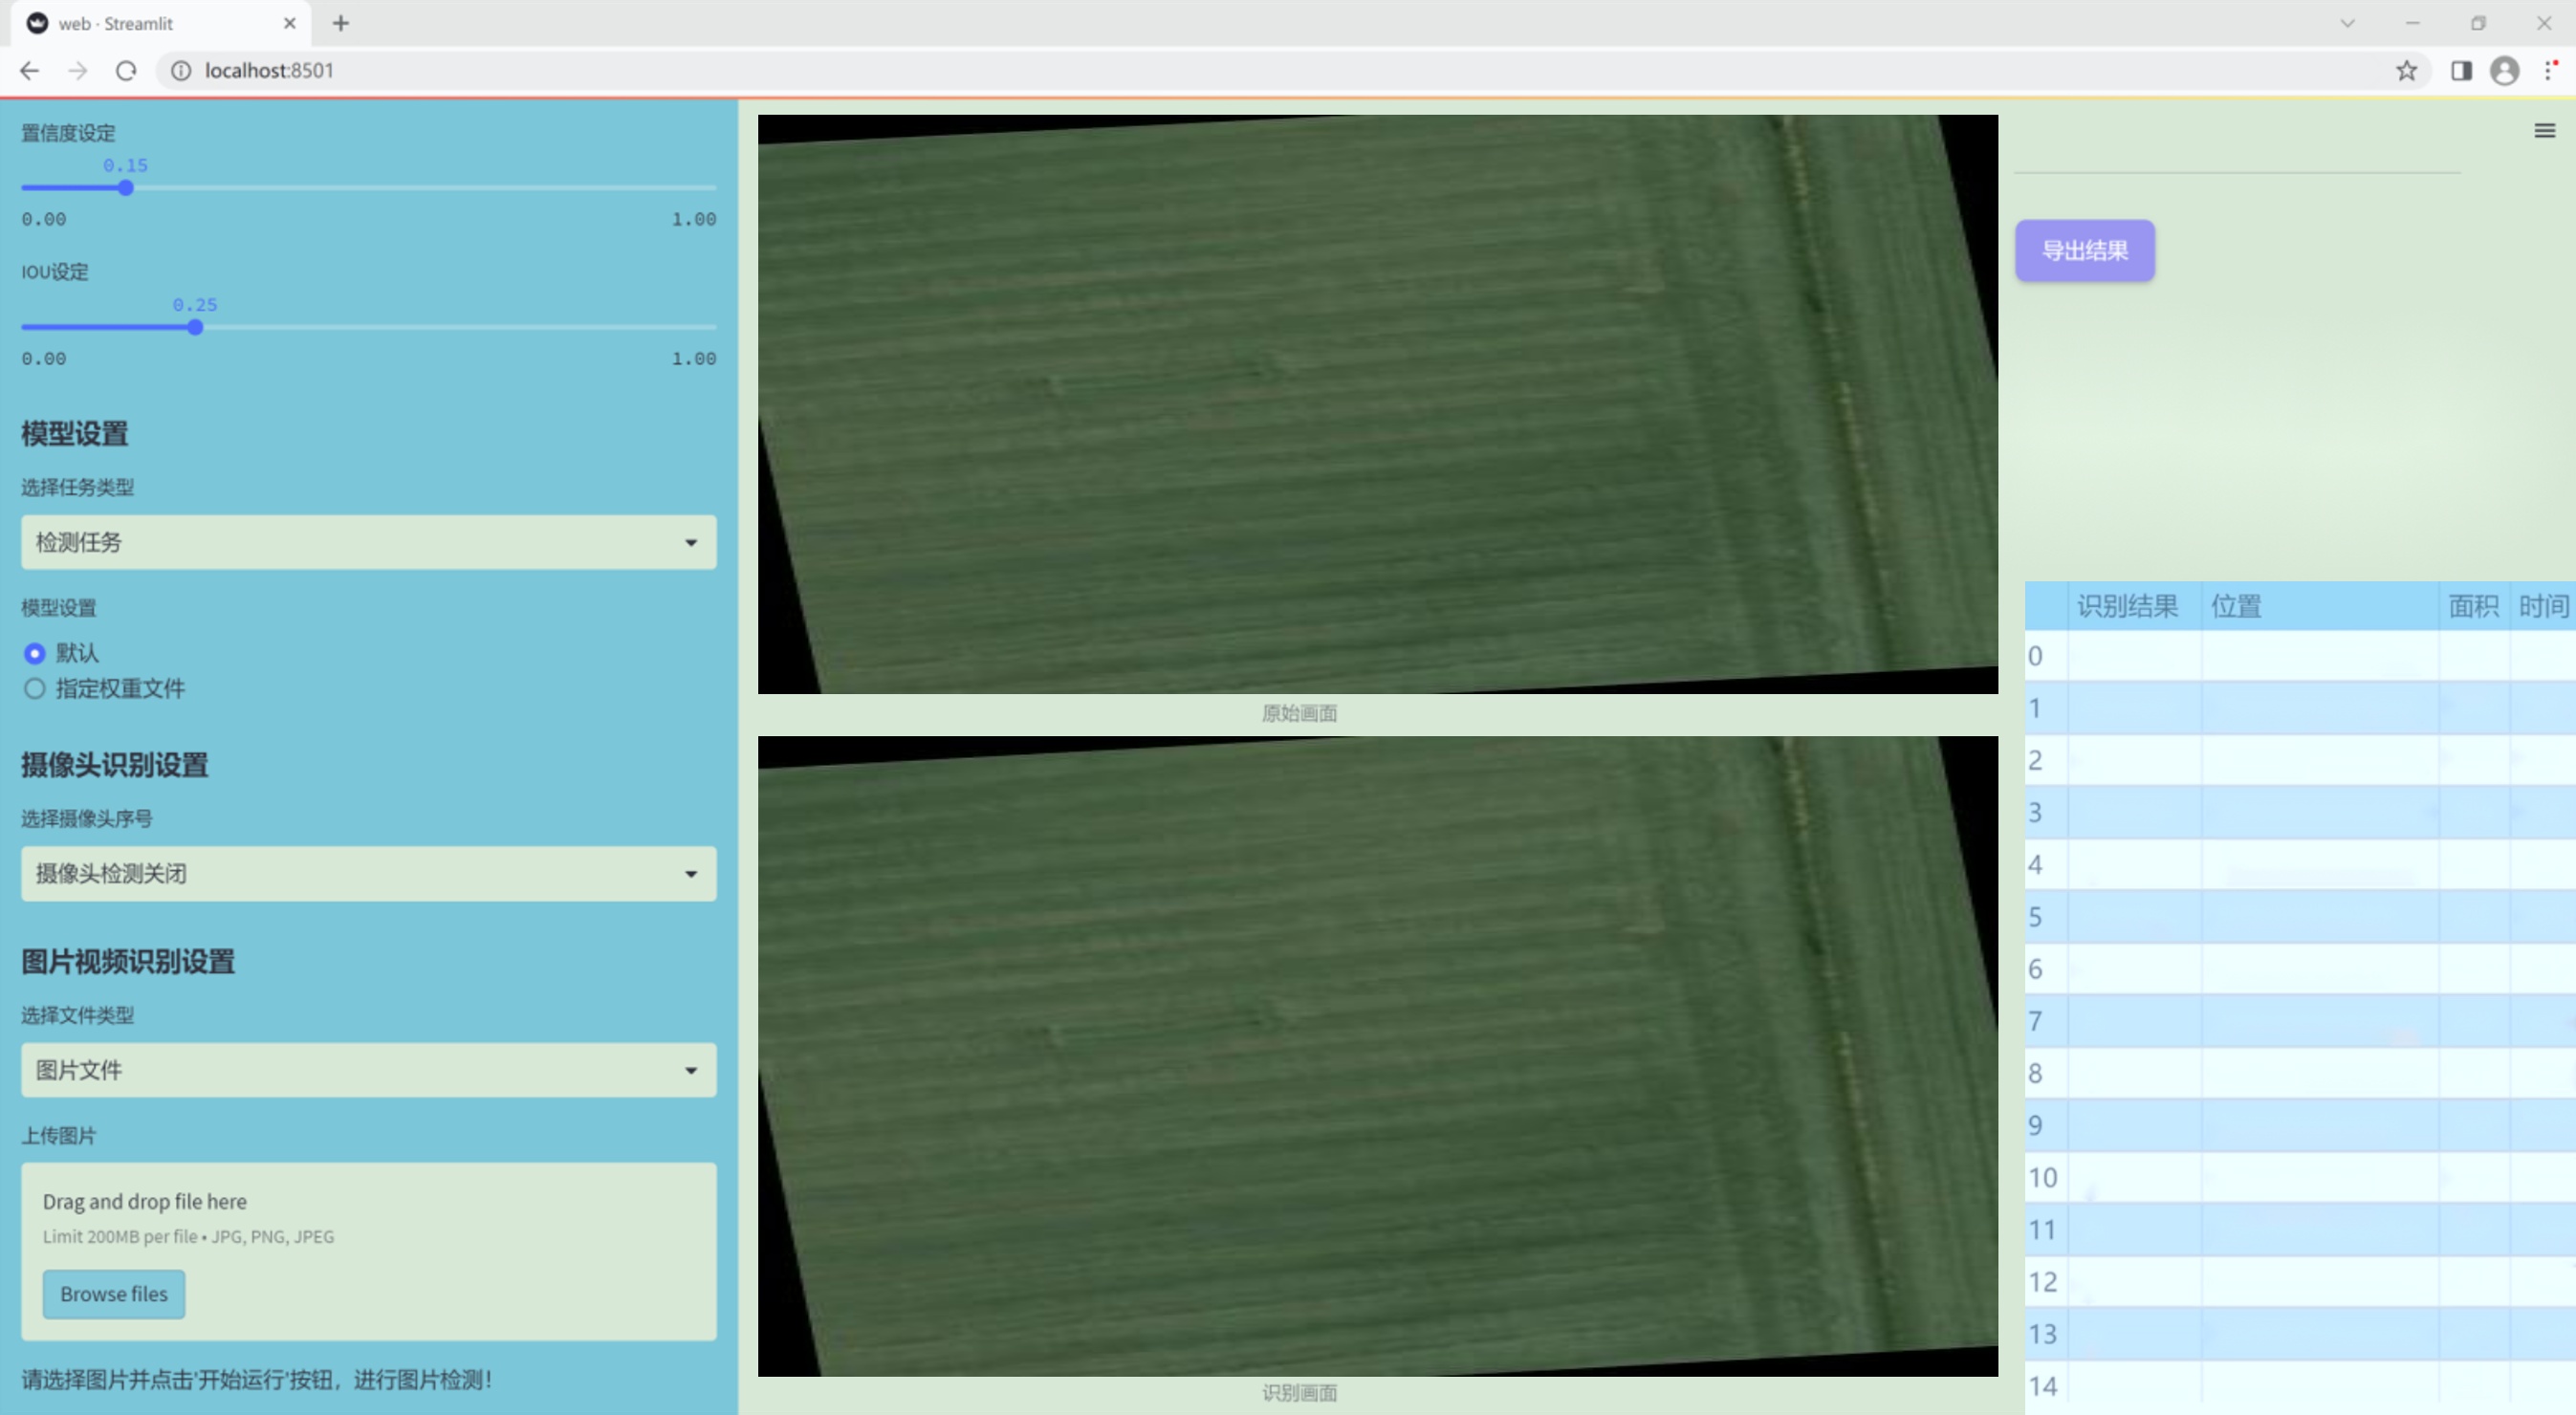 web · Streamlit
localhost:8501
置信度设定
0.15
0.00 1.00
IOU设定
0.25
0.00 1.00
模型设置
选择任务类型
检测任务
模型设置
默认
指定权重文件
摄像头识别设置
选择摄像头序号
摄像头检测关闭
图片视频识别设置
选择文件类型
图片文件
上传图片
Drag and drop file here
Limit 200MB per file • JPG, PNG, JPEG
Browse files
请选择图片并点击'开始运行'按钮，进行图片检测！
原始画面
识别画面
导出结果
识别结果 位置 面积 时间
0
1
2
3
4
5
6
7
8
9
10
11
12
13
14